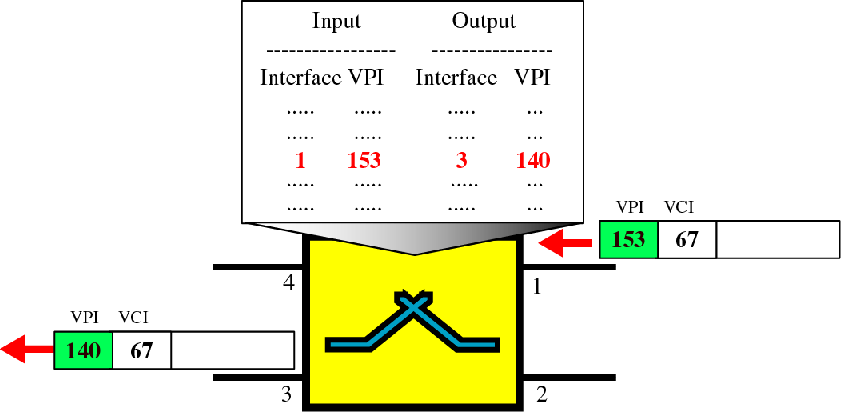 Input Output
----------------- ----------------
Interface VPI Interface VPI
..... ..... ..... ...
..... ..... ..... ...
1 153 3 140
..... ..... ..... ...
..... ..... ..... ...
VPI VCI
153 67
4 1
VPI VCI
140 67
3 2